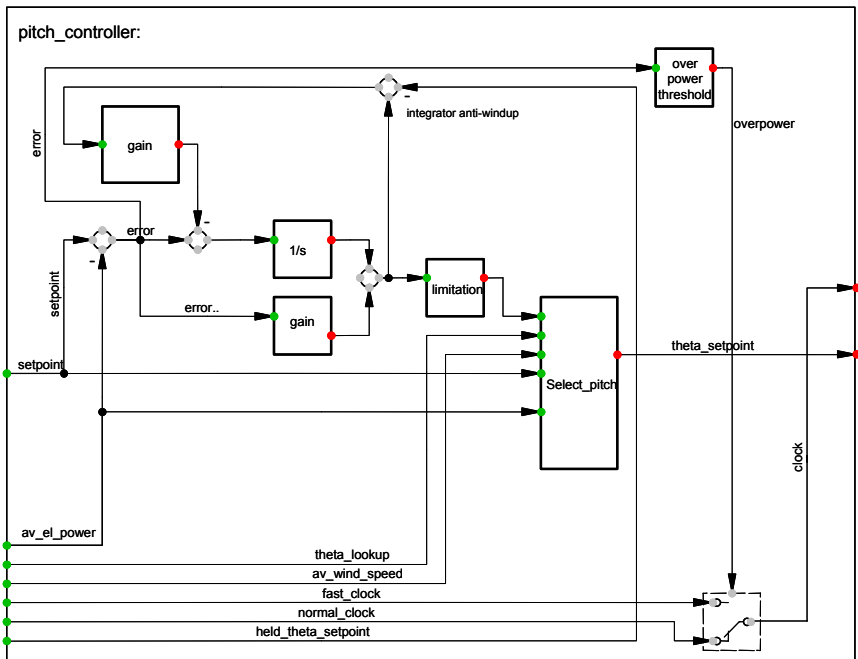 pitch_controller:
over
power
threshold
integrator anti-windup
-
overpower
error
gain
-
error
1/s
-
setpoint
limitation
error..
gain
theta_setpoint
setpoint
Select_pitch
clock
av_el_power
theta_lookup
av_wind_speed
fast_clock
normal_clock
held_theta_setpoint